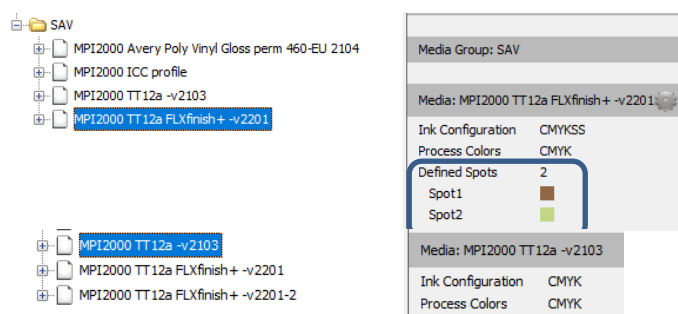 SAV
MPI2000 Avery Poly Vinyl Gloss perm 460-EU 2104
MPI2000 ICC profile
MPI2000 TT12a -v2103
MPI2000 TT12a FLXfinish+ -v2201
Media Group: SAV
Media: MPI2000 TT12a FLXfinish+ -v2201
Ink Configuration CMYKSS
Process Colors CMYK
Defined Spots 2
Spot1
Spot2
MPI2000 TT12a -v2103
MPI2000 TT12a FLXfinish+ -v2201
MPI2000 TT12a FLXfinish+ -v2201-2
Media: MPI2000 TT12a -v2103
Ink Configuration CMYK
Process Colors CMYK